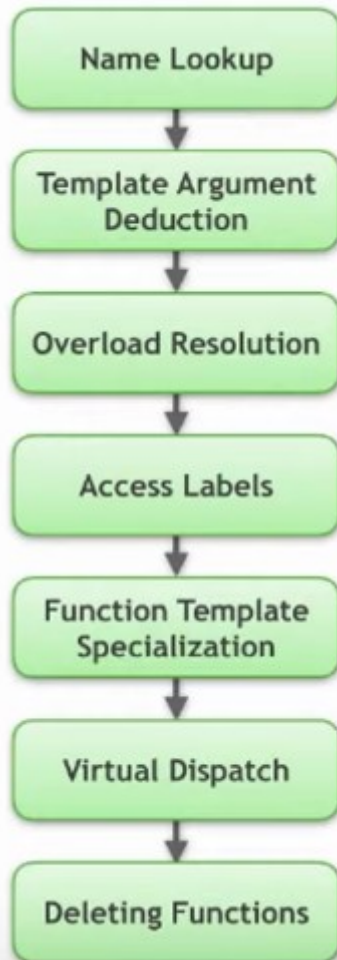 Name Lookup
Template Argument
Deduction
Overload Resolution
Access Labels
Function Template
Specialization
Virtual Dispatch
Deleting Functions